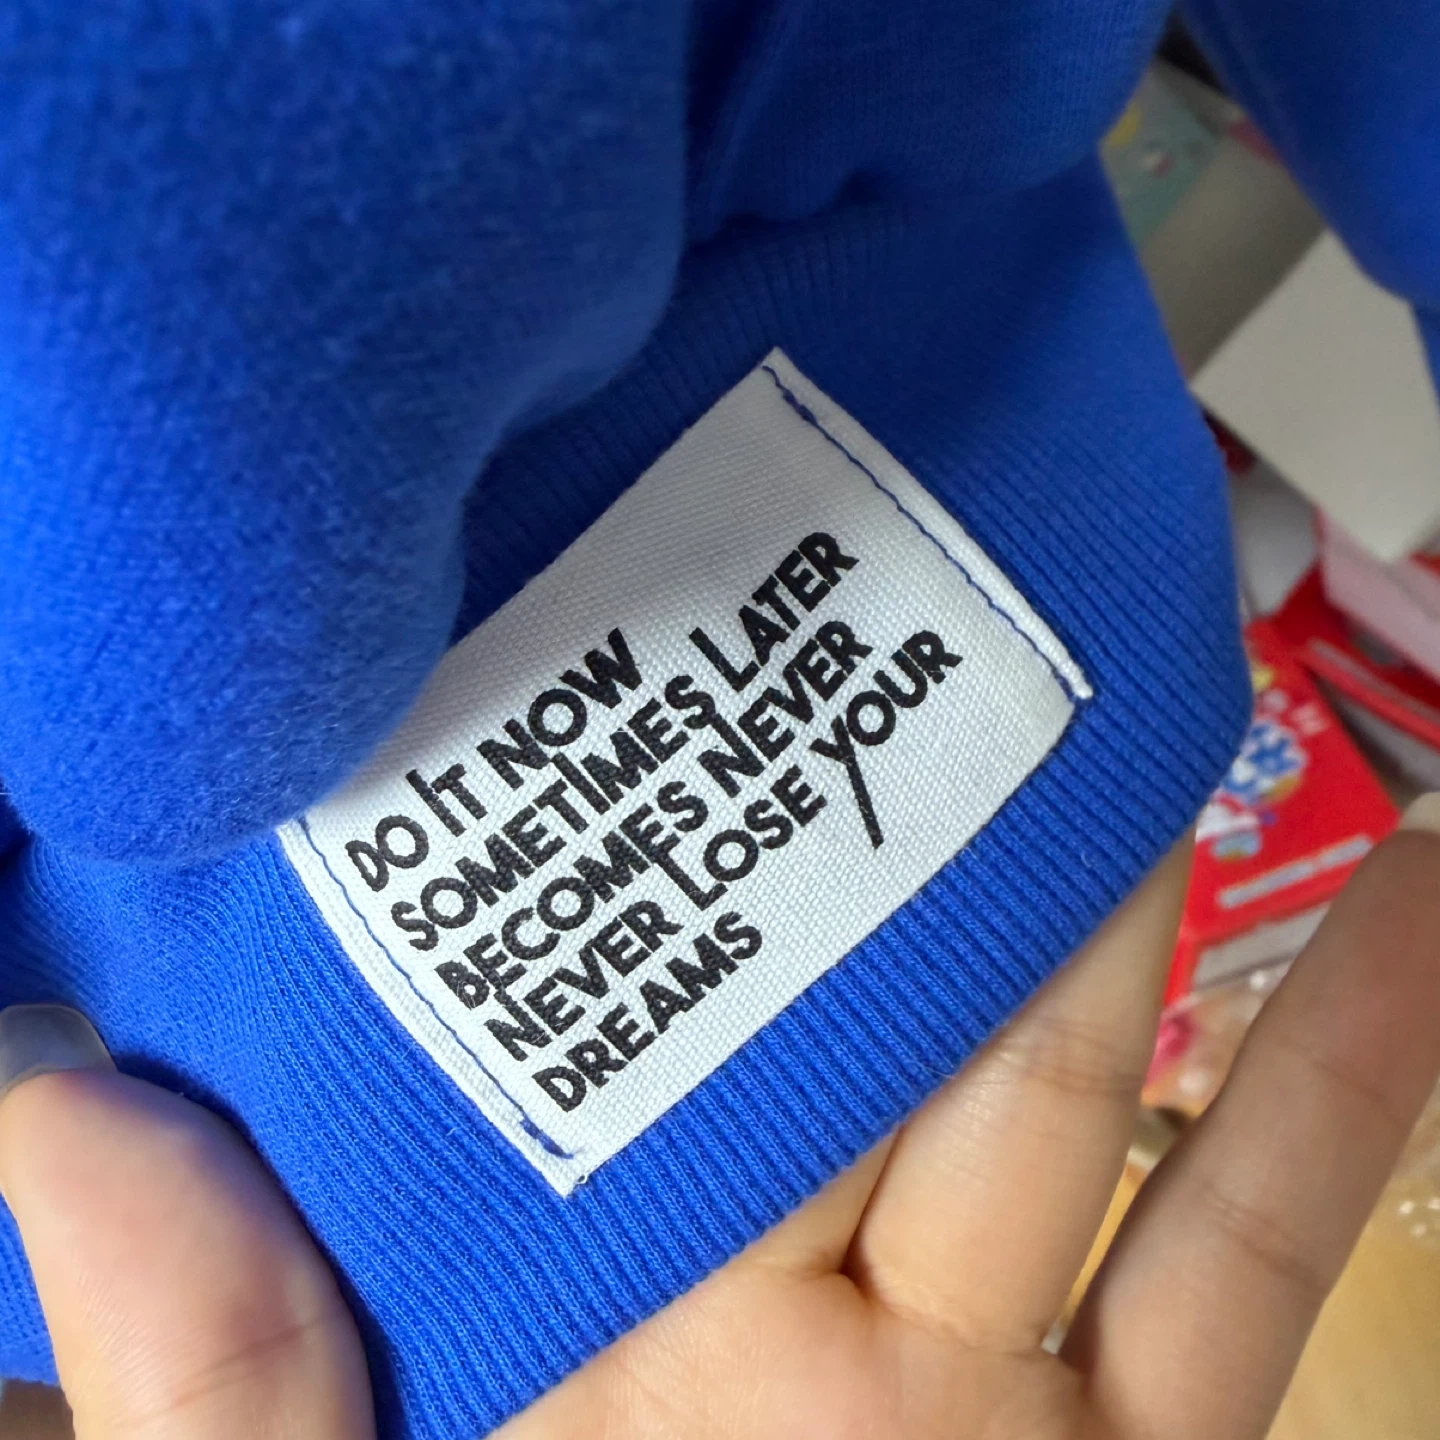 DO IT NOW
SOMETIMES LATER
BECOMES NEVER
NEVER LOSE YOUR
DREAMS